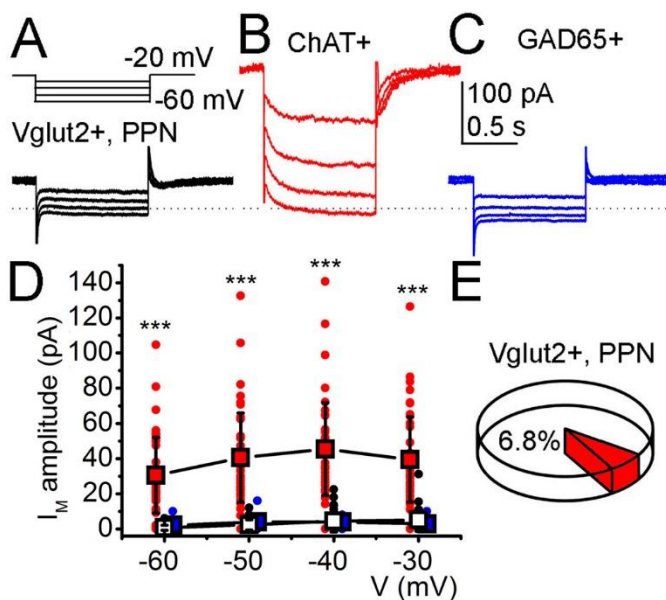 A
-20 mV
-60 mV
Vglut2+, PPN
B
ChAT+
C
GAD65+
100 pA
0.5 s
D
I_M amplitude (pA)
140
120
100
80
60
40
20
0
***
***
***
***
-60
-50
-40
-30
V (mV)
E
Vglut2+, PPN
6.8%